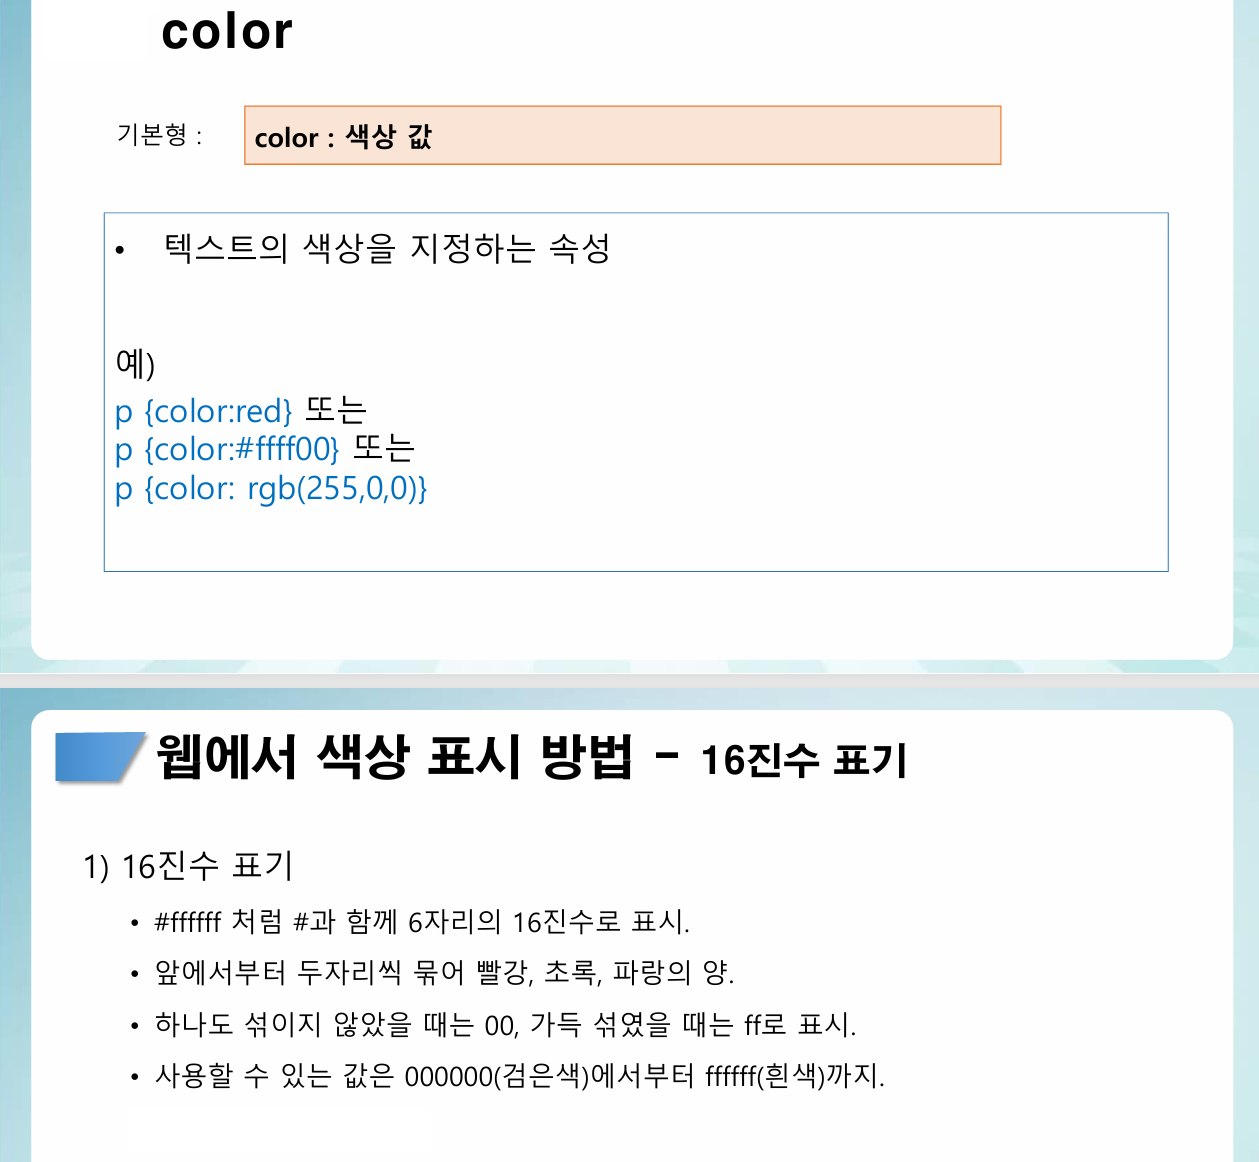 color
기본형 :
color : 색상 값
• 텍스트의 색상을 지정하는 속성
예)
p {color:red} 또는
p {color:#ffff00} 또는
p {color: rgb(255,0,0)}
웹에서 색상 표시 방법 - 16진수 표기
1) 16진수 표기
• #ffffff 처럼 #과 함께 6자리의 16진수로 표시.
• 앞에서부터 두자리씩 묶어 빨강, 초록, 파랑의 양.
• 하나도 섞이지 않았을 때는 00, 가득 섞였을 때는 ff로 표시.
• 사용할 수 있는 값은 000000(검은색)에서부터 ffffff(흰색)까지.